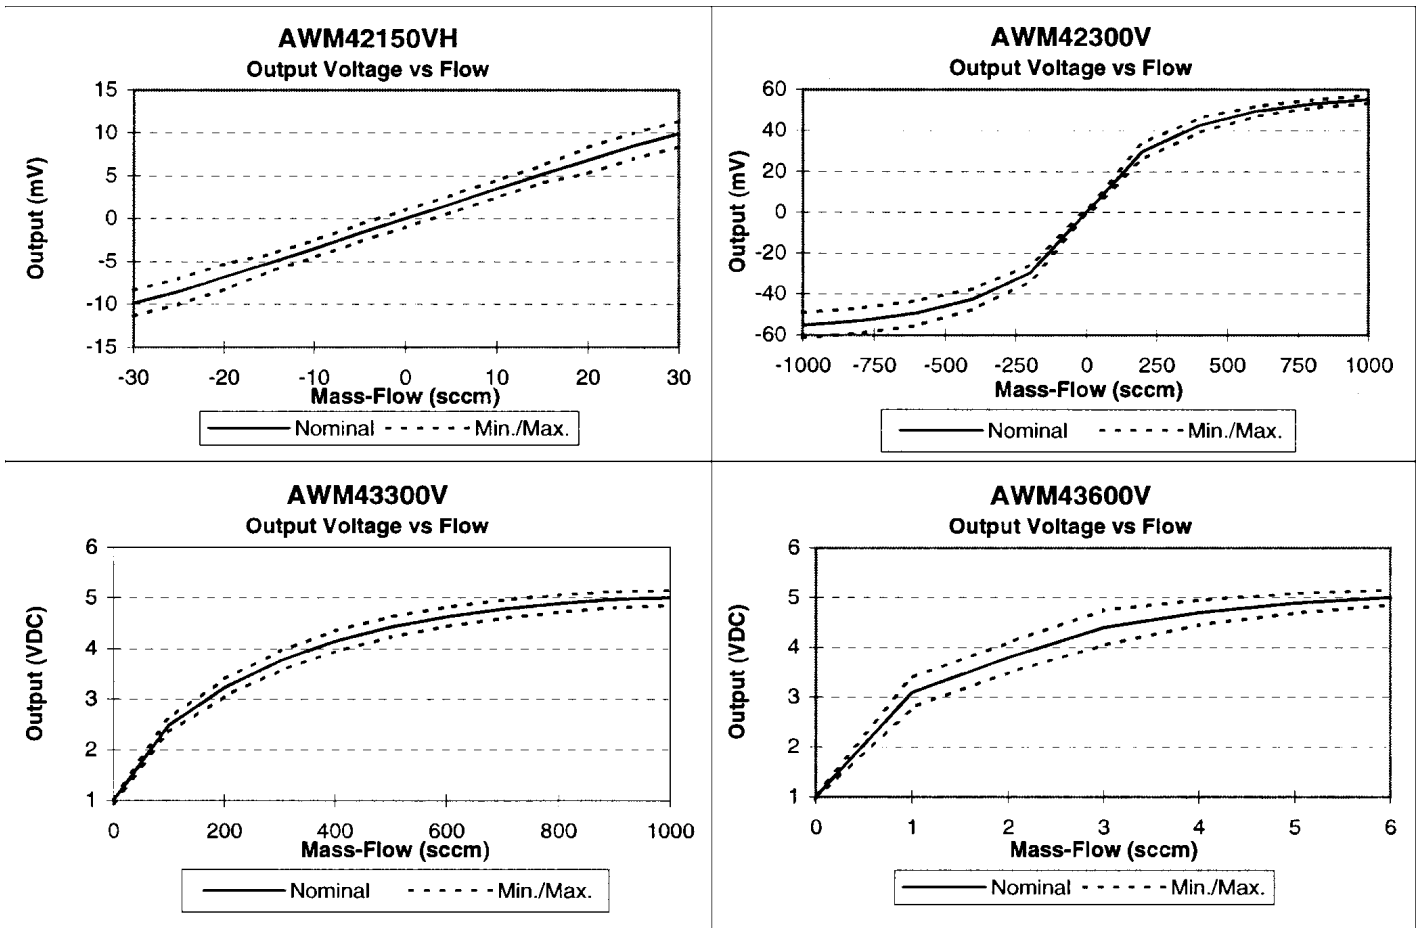 AWM42150VH
Output Voltage vs Flow
15
10
5
0
-5
-10
-15
Output (mV)
-30 -20 -10 0 10 20 30
Mass-Flow (sccm)
Nominal Min./Max.
AWM42300V
Output Voltage vs Flow
60
40
20
0
-20
-40
-60
Output (mV)
-1000 -750 -500 -250 0 250 500 750 1000
Mass-Flow (sccm)
Nominal Min./Max.
AWM43300V
Output Voltage vs Flow
6
5
4
3
2
1
Output (VDC)
0 200 400 600 800 1000
Mass-Flow (sccm)
Nominal Min./Max.
AWM43600V
Output Voltage vs Flow
6
5
4
3
2
1
Output (VDC)
0 1 2 3 4 5 6
Mass-Flow (sccm)
Nominal Min./Max.